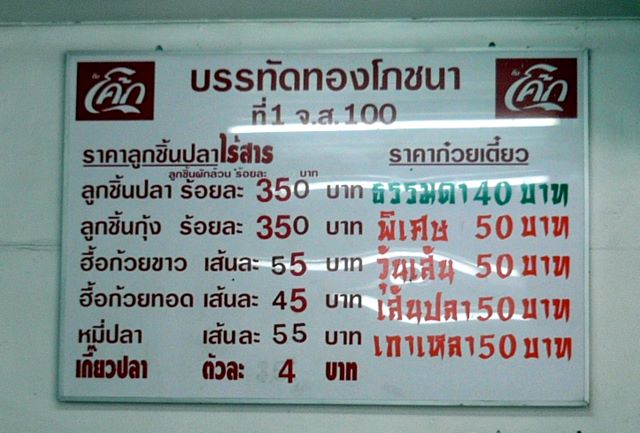 โค้ก บรรทัดทองโภชนา โค้ก
ที่1 จ.ส.100
ราคาลูกชิ้นปลาไร้สาร
ลูกชิ้นผักล้วน ร้อยละ บาท
ลูกชิ้นปลา ร้อยละ 350 บาท
ลูกชิ้นกุ้ง ร้อยละ 350 บาท
ฮื้อก้วยขาว เส้นละ 55 บาท
ฮื้อก้วยทอด เส้นละ 45 บาท
หมี่ปลา เส้นละ 55 บาท
เกี๊ยวปลา ตัวละ 4 บาท
ราคาก๋วยเตี๋ยว
ธรรมดา 40 บาท
พิเศษ 50 บาท
วุ้นเส้น 50 บาท
เส้นปลา 50 บาท
เกาเหลา 50 บาท